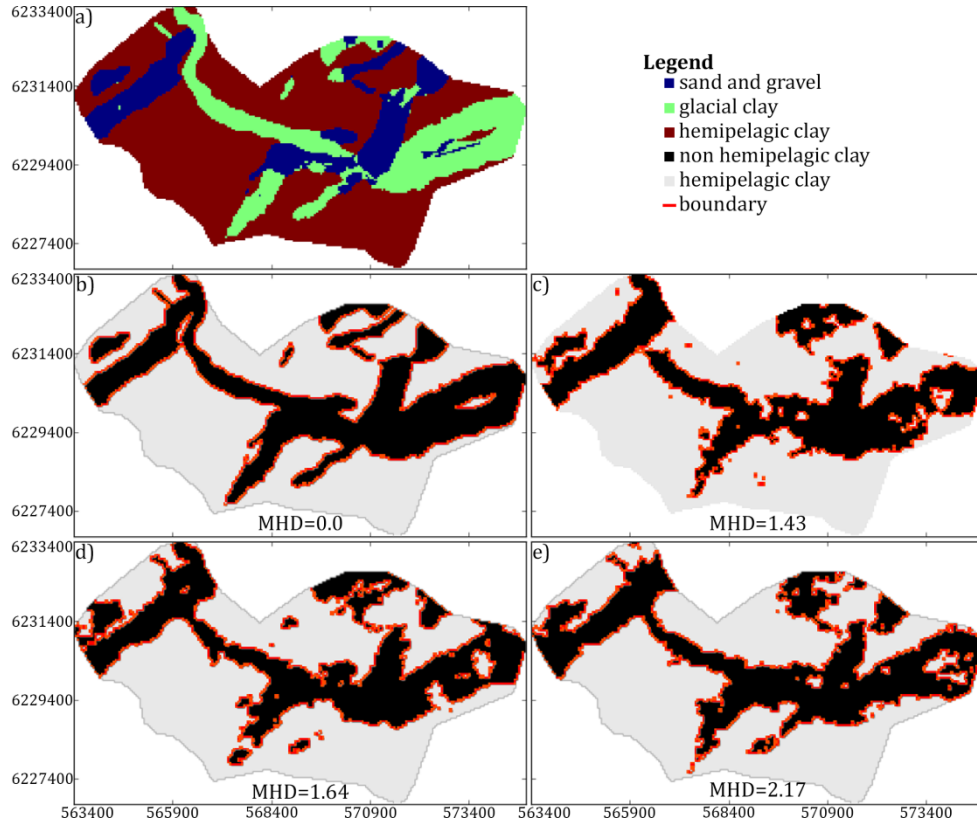 6233400
a)
6231400
6229400
6227400
Legend
sand and gravel
glacial clay
hemipelagic clay
non hemipelagic clay
hemipelagic clay
boundary
6233400
b)
c)
6231400
6229400
6227400
MHD=0.0
MHD=1.43
6233400
d)
e)
6231400
6229400
6227400
MHD=1.64
MHD=2.17
563400 565900 568400 570900 573400
565900 568400 570900 573400